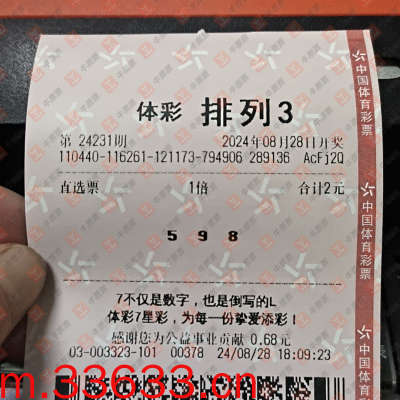 体彩 排列3
第 24231期 2024年08月28日开奖
110440-116261-121173-794906 289136 AcFj2Q
直选票 1倍 合计2元
5 9 8
7不仅是数字，也是倒写的L
体彩7星彩，为每一份挚爱添彩！
感谢您为公益事业贡献 0.68元
03-003323-101 00378 24/08/28 18:09:23
中国体育彩票
中国体育彩票
中国体育彩票
m.33633.com.cn